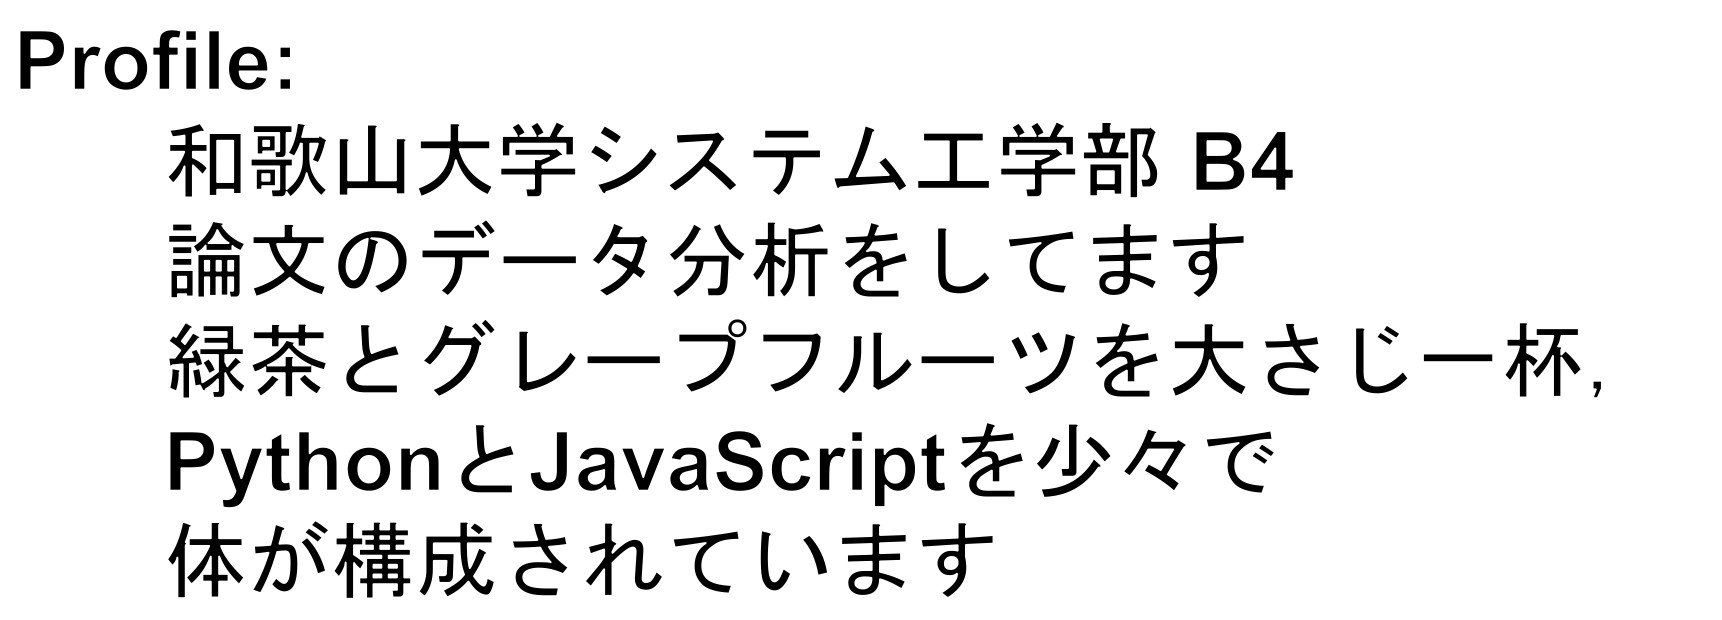 Profile:
和歌山大学システム工学部 B4
論文のデータ分析をしてます
緑茶とグレープフルーツを大さじ一杯,
PythonとJavaScriptを少々で
体が構成されています